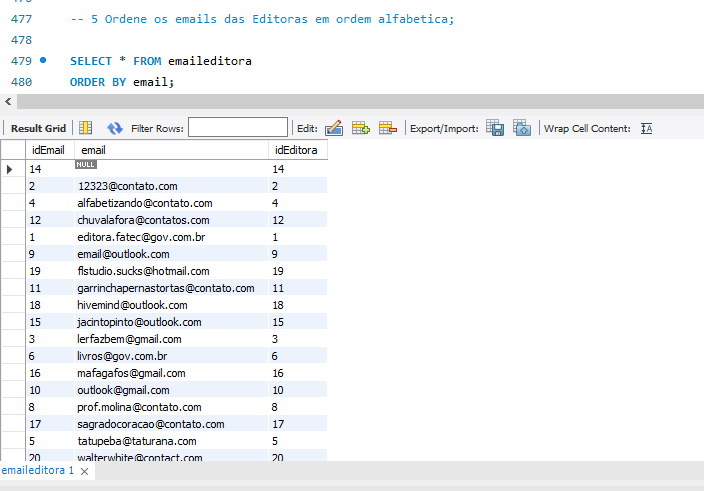 477 -- 5 Ordene os emails das Editoras em ordem alfabetica;
478
479 SELECT * FROM emaileditora
480 ORDER BY email;
Result Grid Filter Rows: Edit: Export/Import: Wrap Cell Content:
idEmail email idEditora
14 NULL 14
2 12323@contato.com 2
4 alfabetizando@contato.com 4
12 chuvalafora@contatos.com 12
1 editora.fatec@gov.com.br 1
9 email@outlook.com 9
19 flstudio.sucks@hotmail.com 19
11 garrinchapernastortas@contato.com 11
18 hivemind@outlook.com 18
15 jacintopinto@outlook.com 15
3 lerfazbem@gmail.com 3
6 livros@gov.com.br 6
16 mafagafos@gmail.com 16
10 outlook@gmail.com 10
8 prof.molina@contato.com 8
17 sagradocoracao@contato.com 17
5 tatupeba@taturana.com 5
20 walterwhite@contact.com 20
emaileditora 1